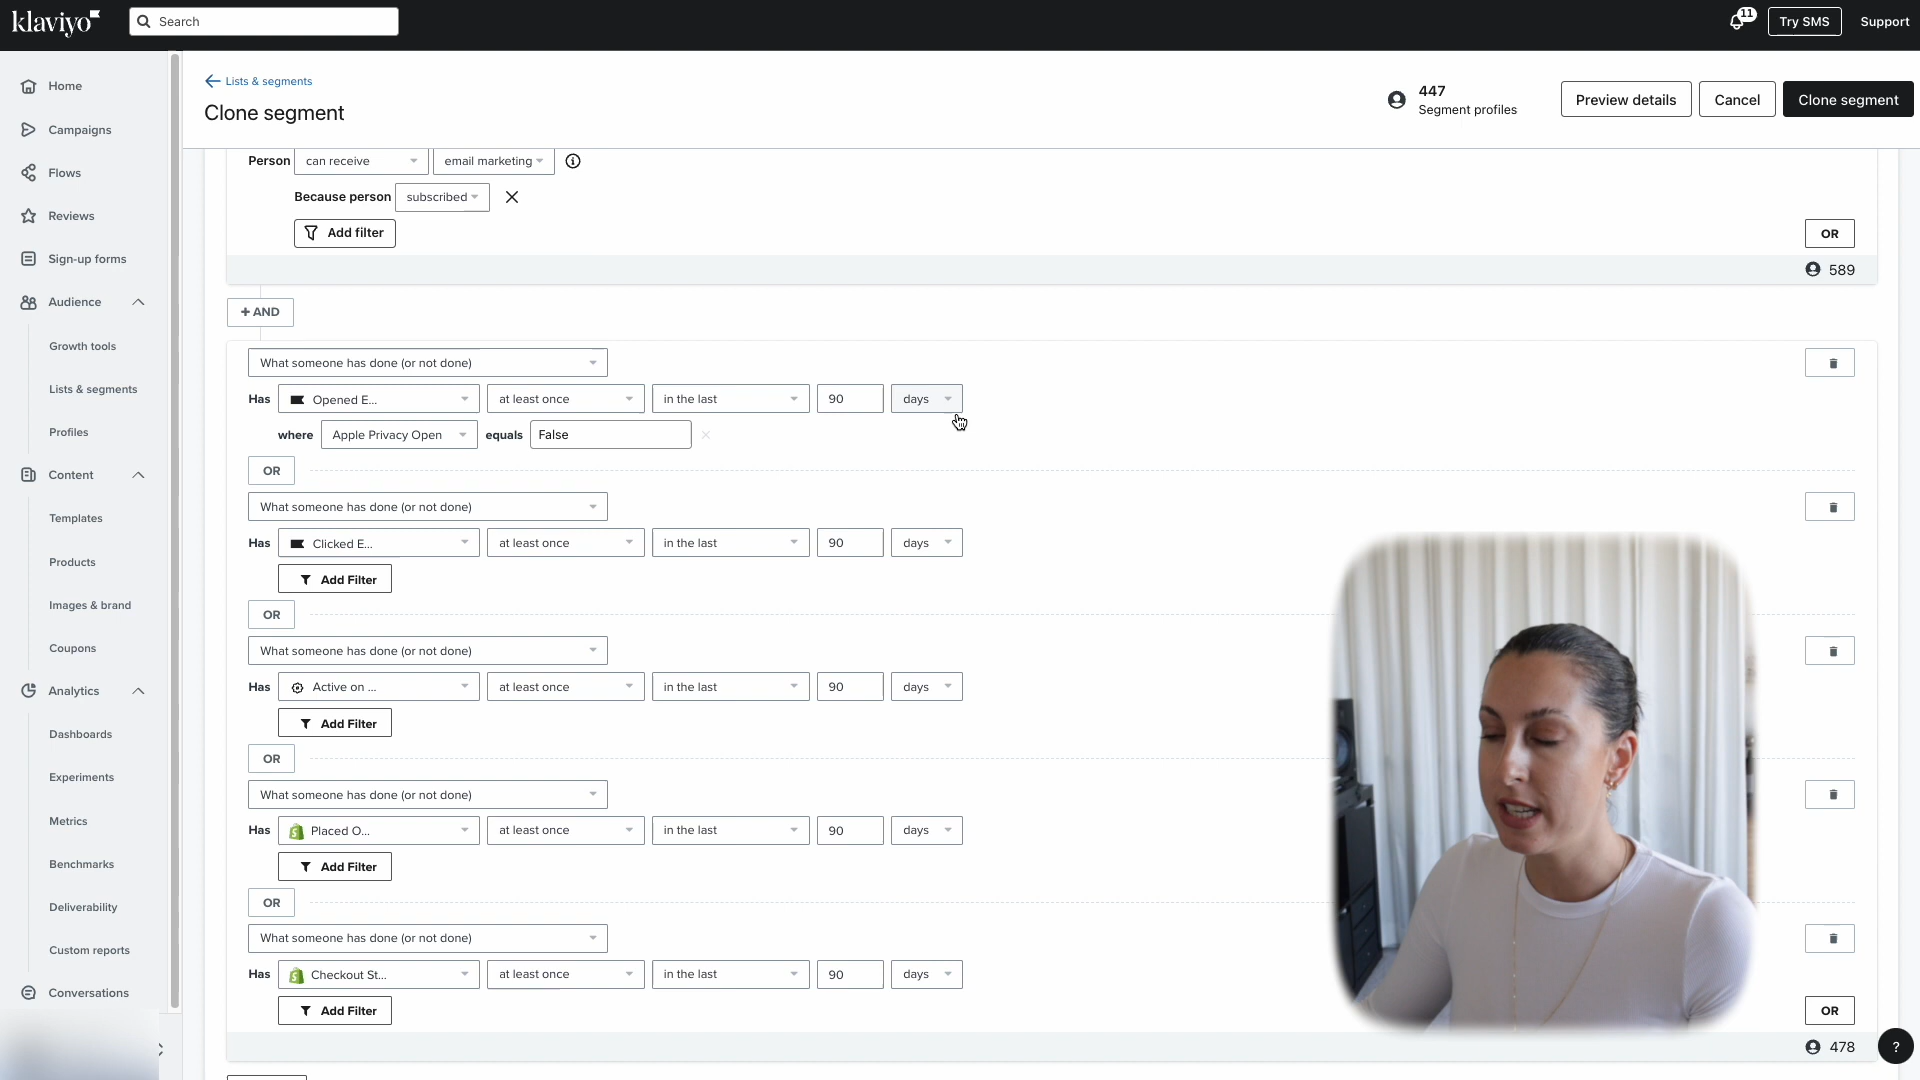 klaviyo
Search
11
Try SMS
Support
Home
Campaigns
Flows
Reviews
Sign-up forms
Audience
Growth tools
Lists & segments
Profiles
Content
Templates
Products
Images & brand
Coupons
Analytics
Dashboards
Experiments
Metrics
Benchmarks
Deliverability
Custom reports
Conversations
Lists & segments
Clone segment
447
Segment profiles
Preview details
Cancel
Clone segment
Person can receive email marketing
Because person subscribed
Add filter
OR
589
+ AND
What someone has done (or not done)
Has Opened E... at least once in the last 90 days
where Apple Privacy Open equals False
OR
What someone has done (or not done)
Has Clicked E... at least once in the last 90 days
Add Filter
OR
What someone has done (or not done)
Has Active on ... at least once in the last 90 days
Add Filter
OR
What someone has done (or not done)
Has Placed O... at least once in the last 90 days
Add Filter
OR
What someone has done (or not done)
Has Checkout St... at least once in the last 90 days
Add Filter
OR
478
?